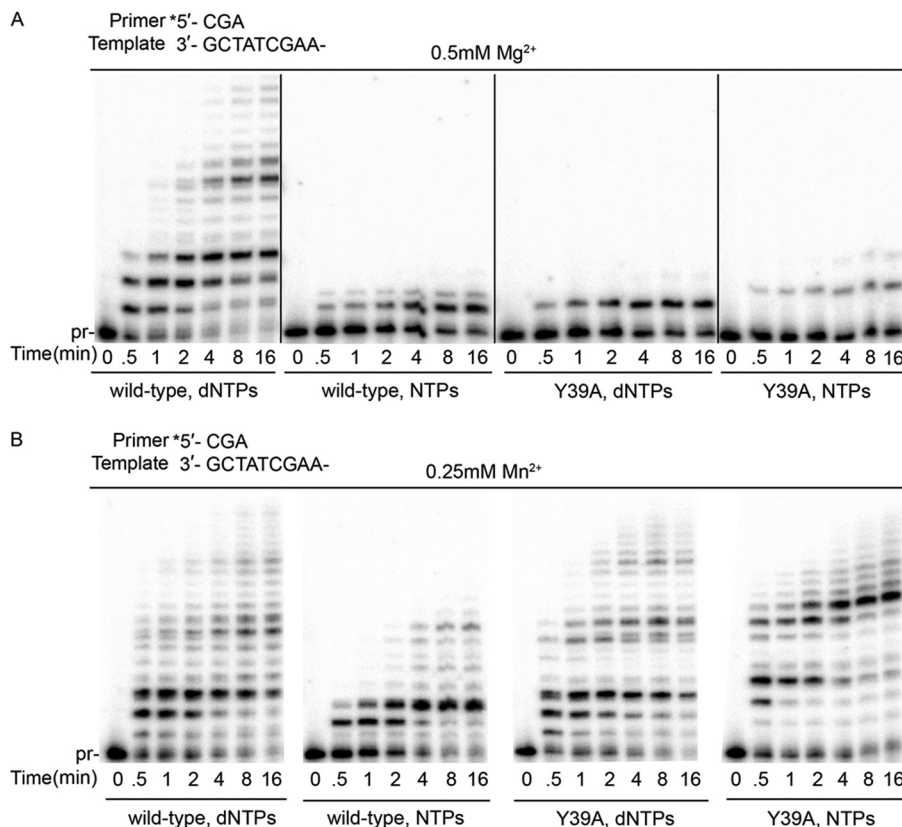 A
Primer *5′- CGA
Template 3′- GCTATCGAA-
0.5mM Mg²⁺
pr-
Time(min) 0 .5 1 2 4 8 16 0 .5 1 2 4 8 16 0 .5 1 2 4 8 16 0 .5 1 2 4 8 16
wild-type, dNTPs wild-type, NTPs Y39A, dNTPs Y39A, NTPs
B
Primer *5′- CGA
Template 3′- GCTATCGAA-
0.25mM Mn²⁺
pr-
Time(min) 0 .5 1 2 4 8 16 0 .5 1 2 4 8 16 0 .5 1 2 4 8 16 0 .5 1 2 4 8 16
wild-type, dNTPs wild-type, NTPs Y39A, dNTPs Y39A, NTPs